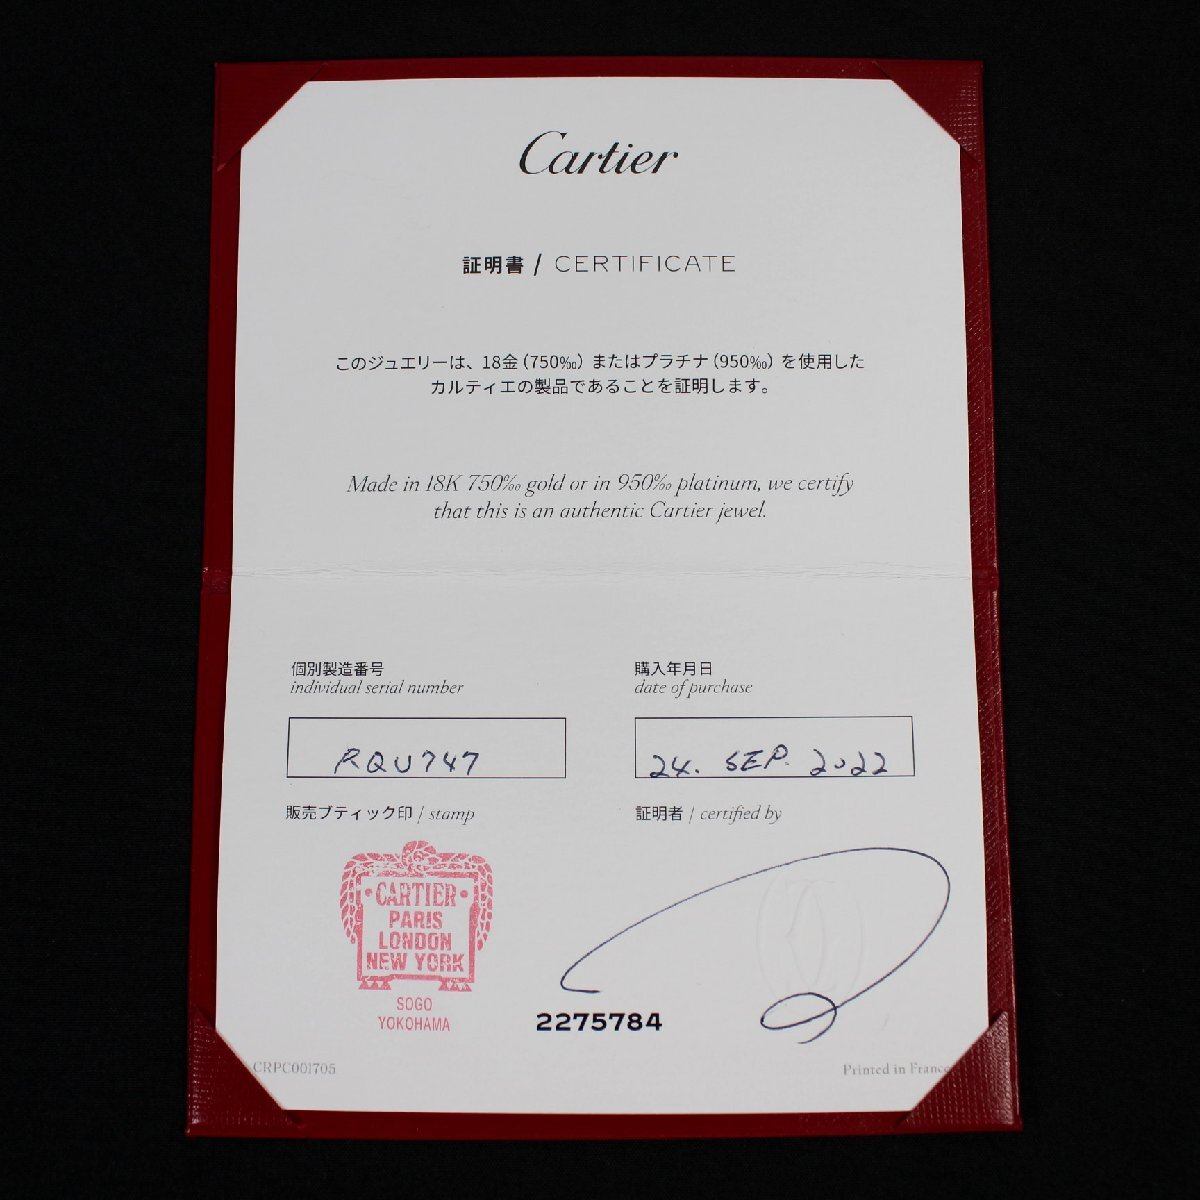 Cartier
証明書 / CERTIFICATE
このジュエリーは、18金(750‰)またはプラチナ(950‰)を使用した
カルティエの製品であることを証明します。
Made in 18K 750‰ gold or in 950‰ platinum, we certify
that this is an authentic Cartier jewel.
個別製造番号
individual serial number
RQU747
購入年月日
date of purchase
24. SEP. 2022
販売ブティック印 / stamp
•CARTIER•
PARIS
LONDON
NEW YORK
SOGO
YOKOHAMA
証明者 / certified by
2275784
CRPC001705
Printed in France